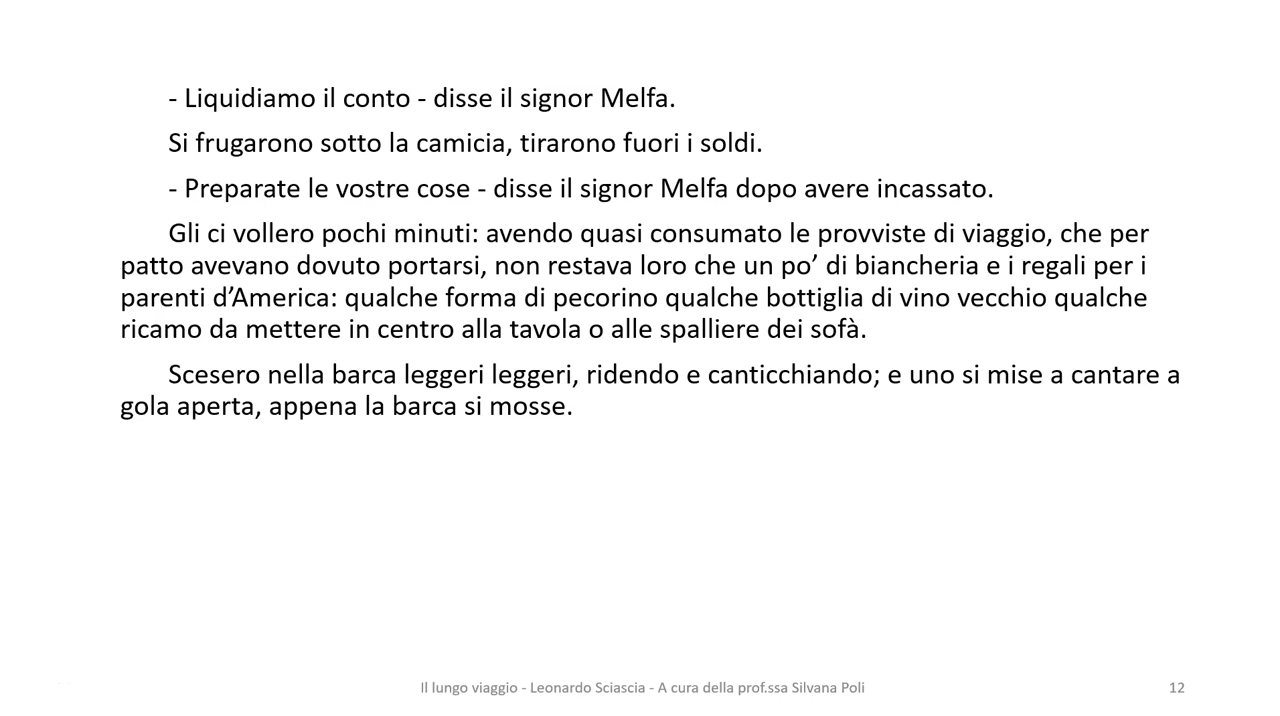 - Liquidiamo il conto - disse il signor Melfa.
Si frugarono sotto la camicia, tirarono fuori i soldi.
- Preparate le vostre cose - disse il signor Melfa dopo avere incassato.
Gli ci vollero pochi minuti: avendo quasi consumato le provviste di viaggio, che per
patto avevano dovuto portarsi, non restava loro che un po’ di biancheria e i regali per i
parenti d’America: qualche forma di pecorino qualche bottiglia di vino vecchio qualche
ricamo da mettere in centro alla tavola o alle spalliere dei sofà.
Scesero nella barca leggeri leggeri, ridendo e canticchiando; e uno si mise a cantare a
gola aperta, appena la barca si mosse.
Il lungo viaggio - Leonardo Sciascia - A cura della prof.ssa Silvana Poli
12